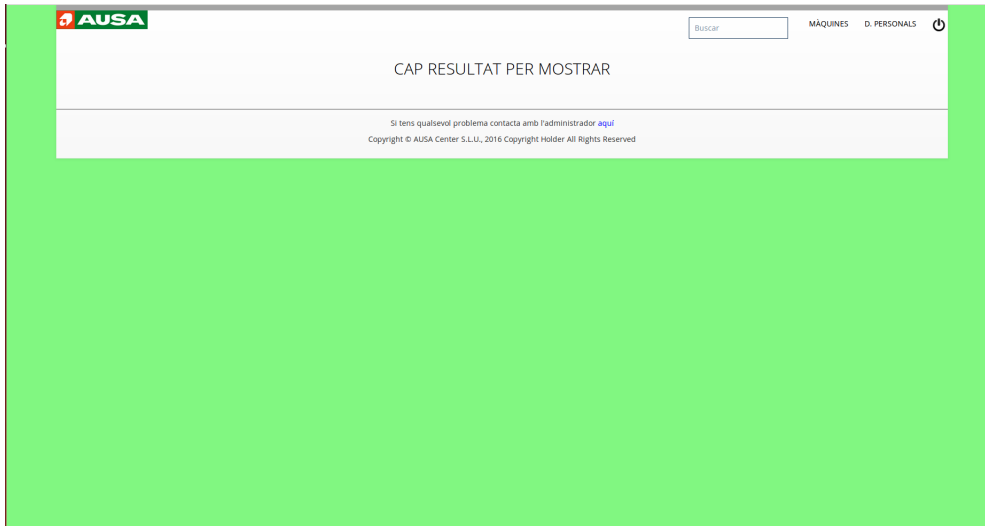 AUSA
Buscar
MÀQUINES
D. PERSONALS
CAP RESULTAT PER MOSTRAR
Si tens qualsevol problema contacta amb l'administrador aquí
Copyright © AUSA Center S.L.U., 2016 Copyright Holder All Rights Reserved